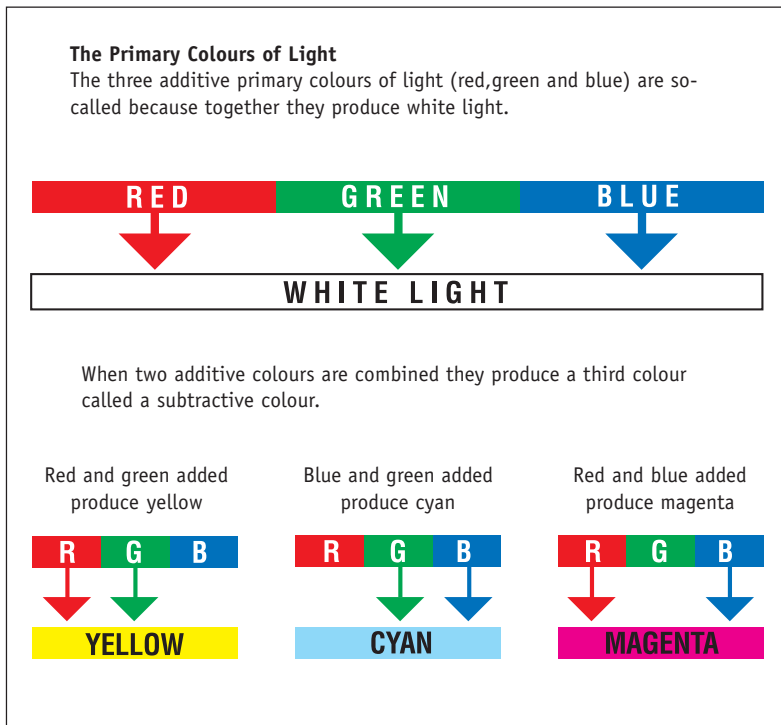 The Primary Colours of Light
The three additive primary colours of light (red,green and blue) are so-
called because together they produce white light.
RED GREEN BLUE
WHITE LIGHT
When two additive colours are combined they produce a third colour
called a subtractive colour.
Red and green added
produce yellow
R G B
YELLOW
Blue and green added
produce cyan
R G B
CYAN
Red and blue added
produce magenta
R G B
MAGENTA